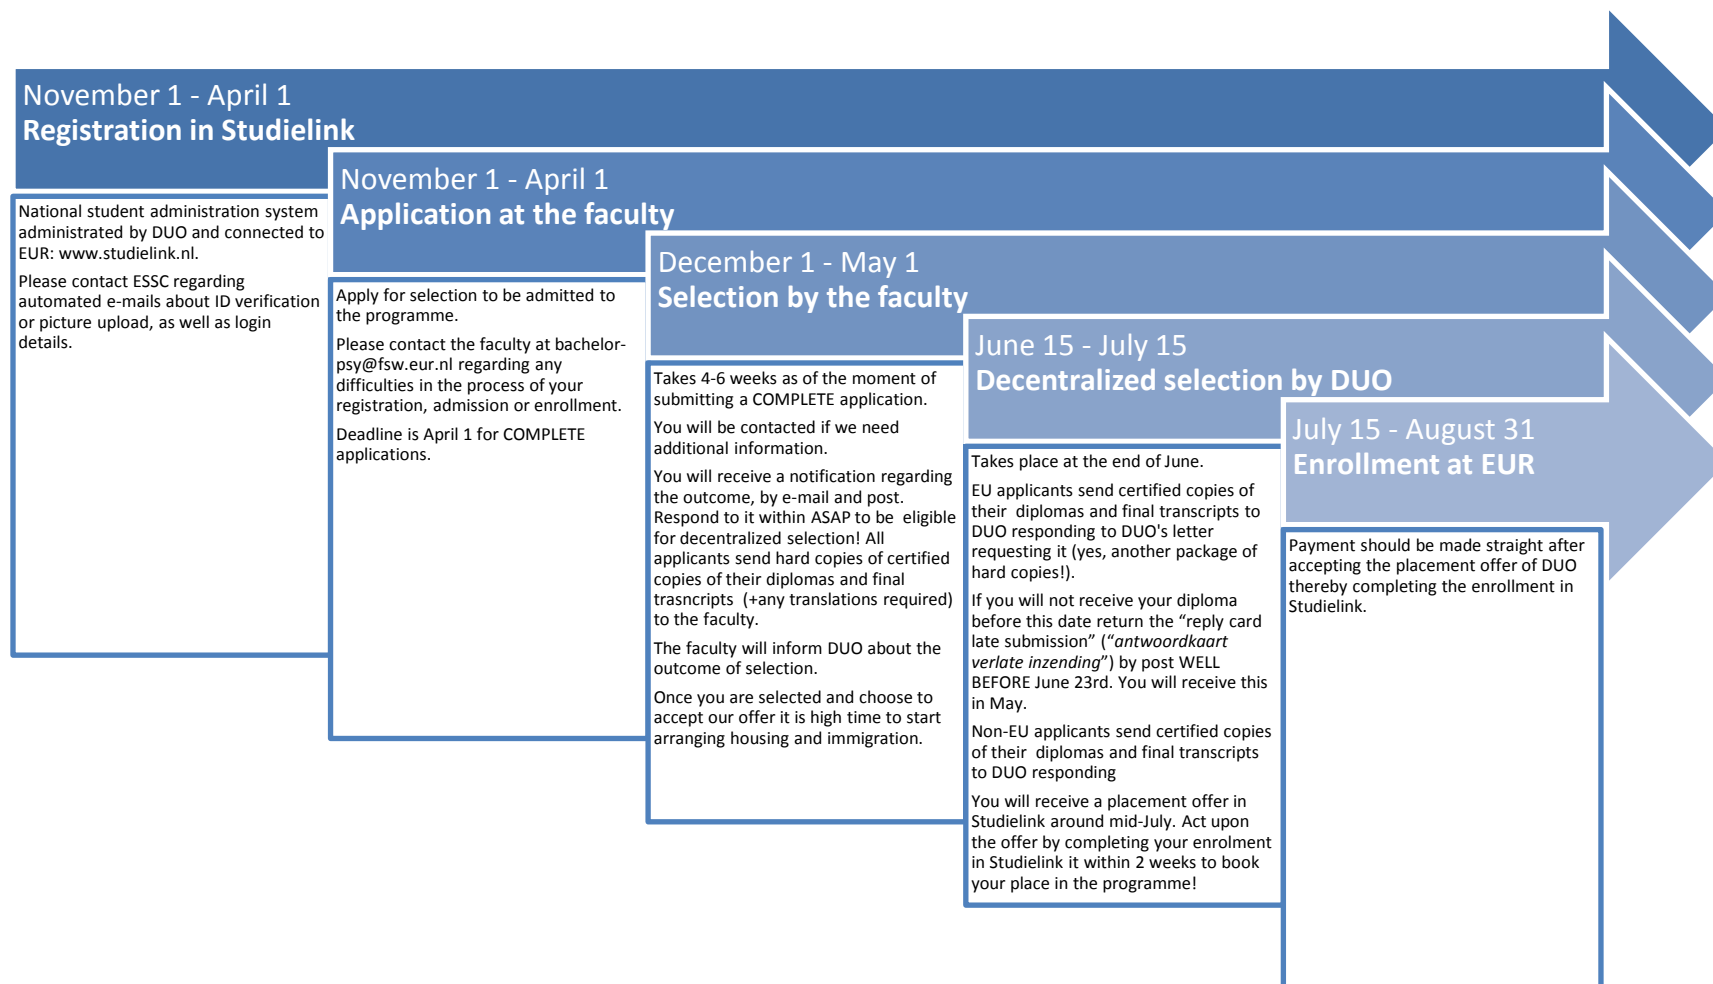 November 1 - April 1
Registration in Studielink
National student administration system
administrated by DUO and connected to
EUR: www.studielink.nl.
Please contact ESSC regarding
automated e-mails about ID verification
or picture upload, as well as login
details.
November 1 - April 1
Application at the faculty
Apply for selection to be admitted to
the programme.
Please contact the faculty at bachelor-
psy@fsw.eur.nl regarding any
difficulties in the process of your
registration, admission or enrollment.
Deadline is April 1 for COMPLETE
applications.
December 1 - May 1
Selection by the faculty
Takes 4-6 weeks as of the moment of
submitting a COMPLETE application.
You will be contacted if we need
additional information.
You will receive a notification regarding
the outcome, by e-mail and post.
Respond to it within ASAP to be eligible
for decentralized selection! All
applicants send hard copies of certified
copies of their diplomas and final
trasncripts (+any translations required)
to the faculty.
The faculty will inform DUO about the
outcome of selection.
Once you are selected and choose to
accept our offer it is high time to start
arranging housing and immigration.
June 15 - July 15
Decentralized selection by DUO
Takes place at the end of June.
EU applicants send certified copies of
their diplomas and final transcripts to
DUO responding to DUO's letter
requesting it (yes, another package of
hard copies!).
If you will not receive your diploma
before this date return the “reply card
late submission” (“antwoordkaart
verlate inzending”) by post WELL
BEFORE June 23rd. You will receive this
in May.
Non-EU applicants send certified copies
of their diplomas and final transcripts
to DUO responding
You will receive a placement offer in
Studielink around mid-July. Act upon
the offer by completing your enrolment
in Studielink it within 2 weeks to book
your place in the programme!
July 15 - August 31
Enrollment at EUR
Payment should be made straight after
accepting the placement offer of DUO
thereby completing the enrollment in
Studielink.